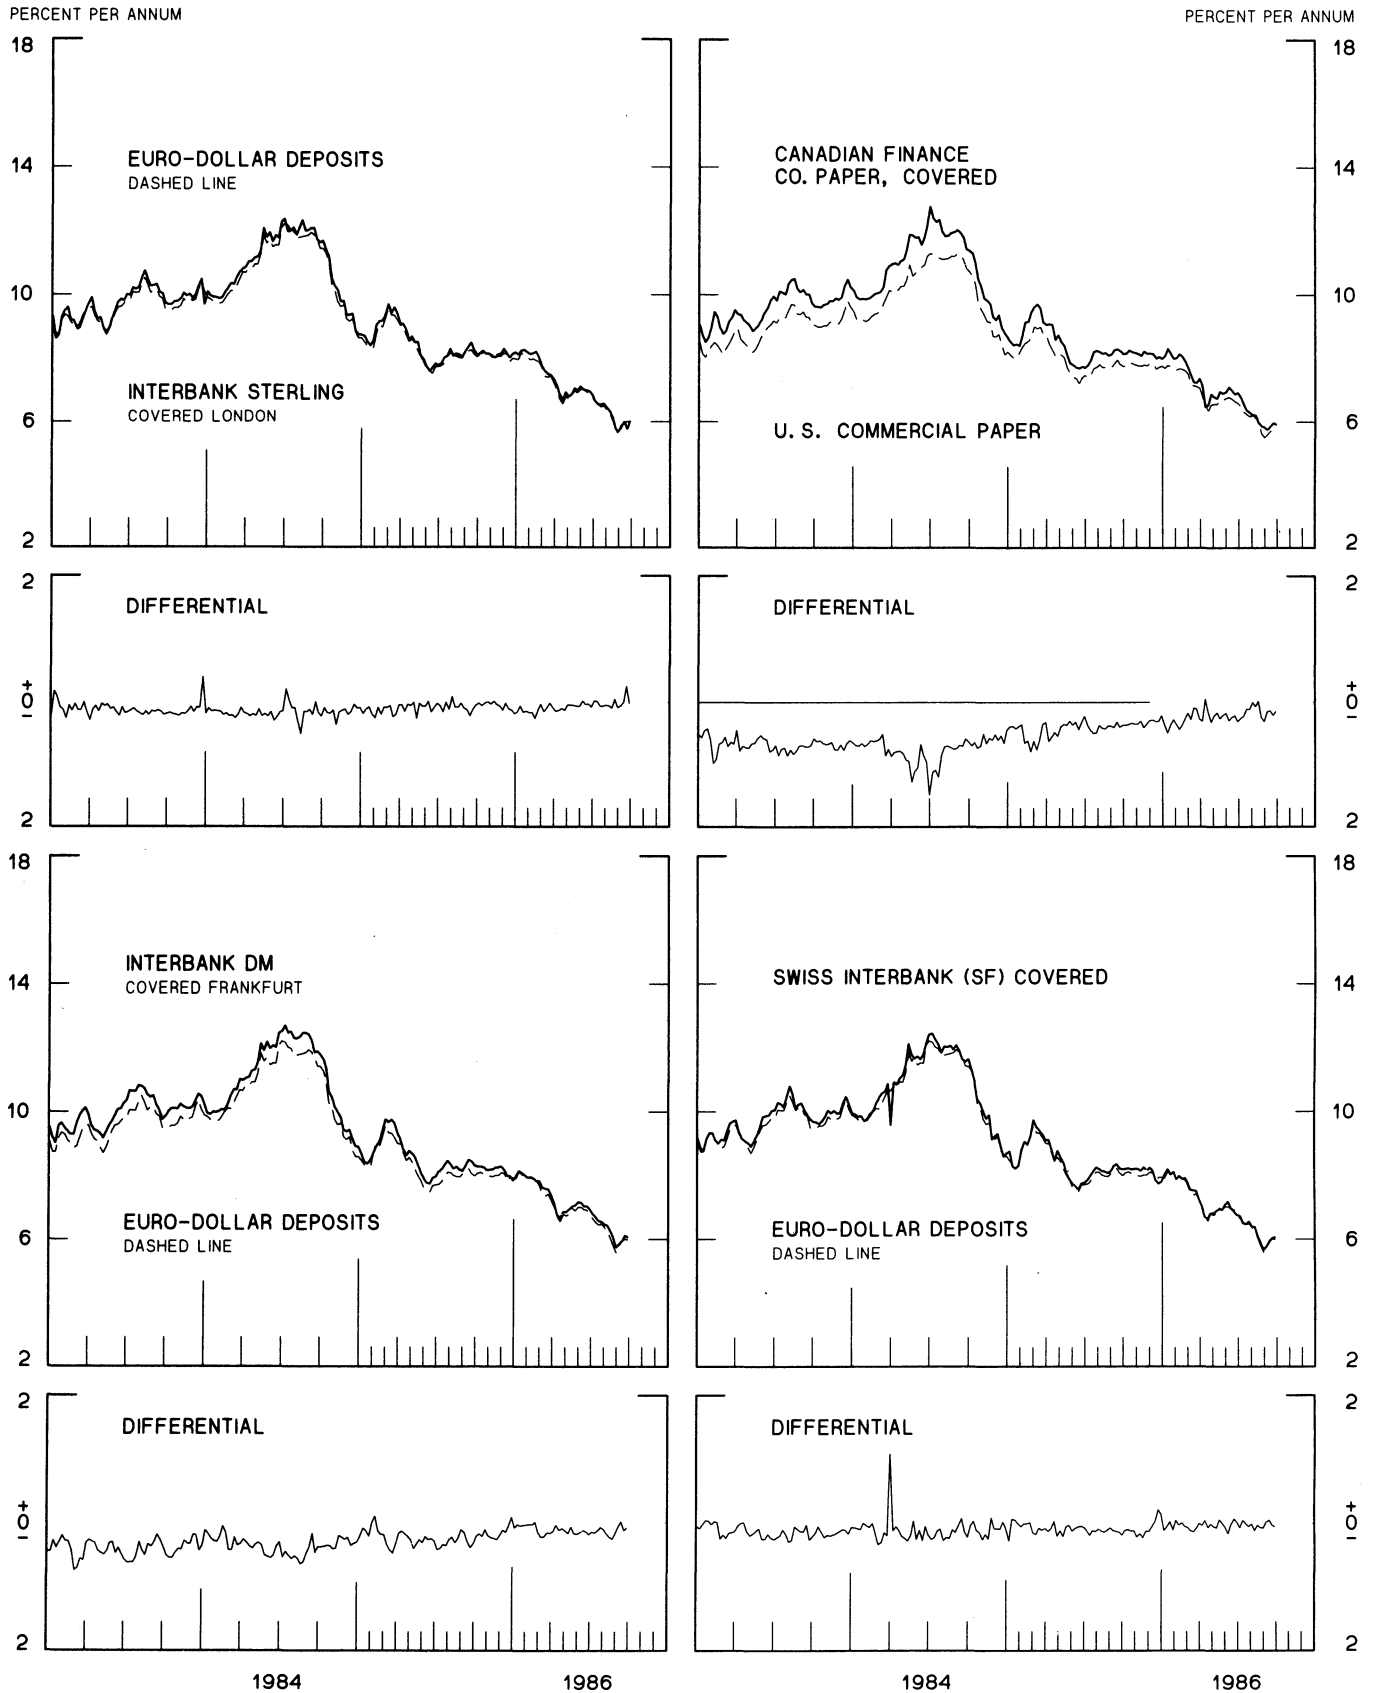 PERCENT PER ANNUM
PERCENT PER ANNUM
18
18
EURO-DOLLAR DEPOSITS
DASHED LINE
14
CANADIAN FINANCE
CO. PAPER, COVERED
14
10
10
INTERBANK STERLING
COVERED LONDON
6
U.S. COMMERCIAL PAPER
6
2
2
2
2
DIFFERENTIAL
DIFFERENTIAL
+
0
−
+
0
−
2
2
18
18
INTERBANK DM
COVERED FRANKFURT
14
SWISS INTERBANK (SF) COVERED
14
10
10
EURO-DOLLAR DEPOSITS
DASHED LINE
6
EURO-DOLLAR DEPOSITS
DASHED LINE
6
2
2
2
2
DIFFERENTIAL
DIFFERENTIAL
+
0
−
+
0
−
2
2
1984
1986
1984
1986